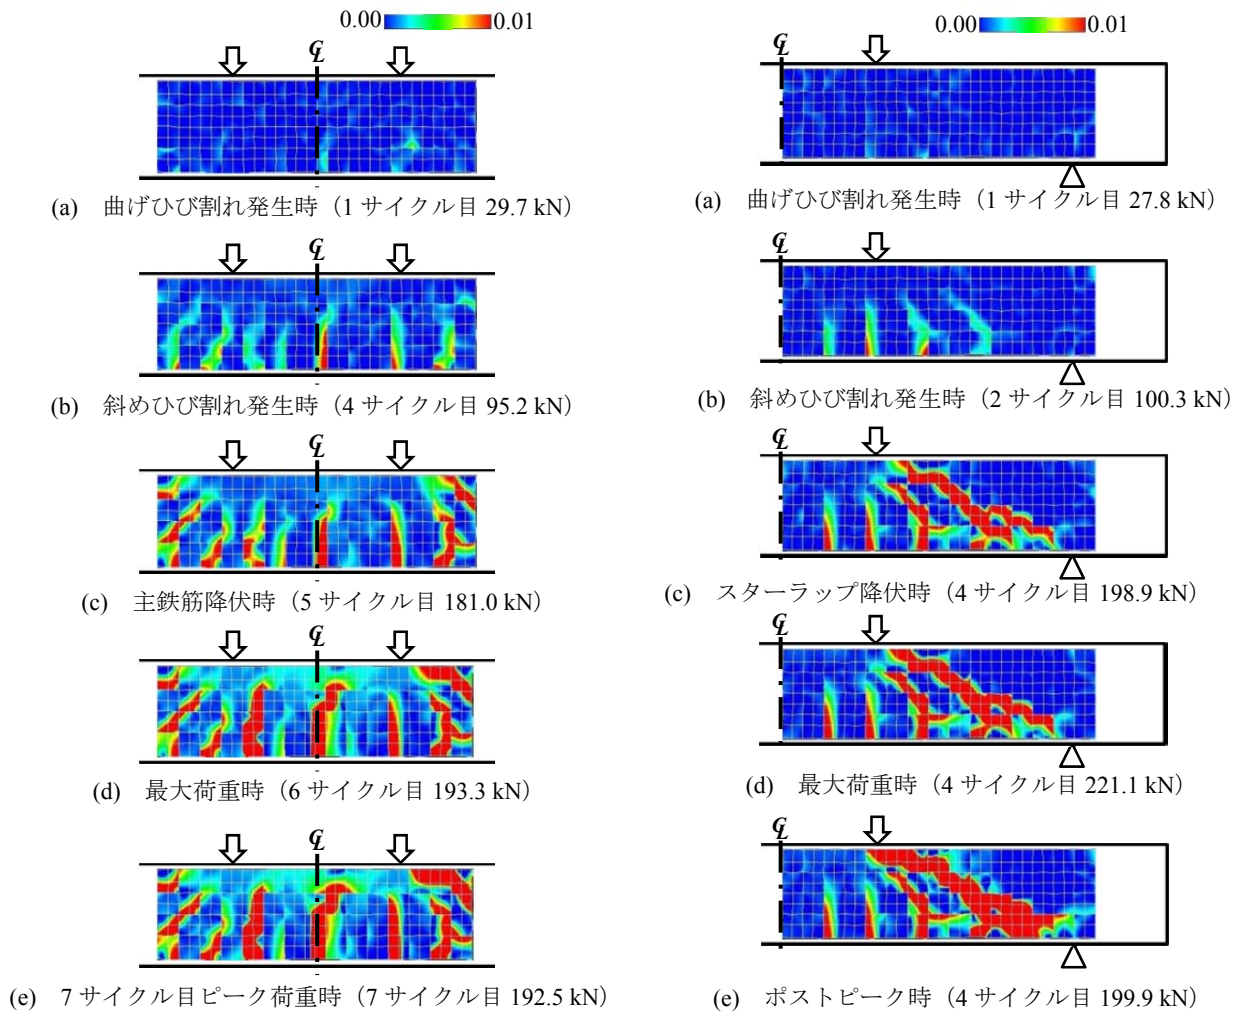 0.00 0.01
℄
(a) 曲げひび割れ発生時（1 サイクル目 29.7 kN）
℄
(b) 斜めひび割れ発生時（4 サイクル目 95.2 kN）
℄
(c) 主鉄筋降伏時（5 サイクル目 181.0 kN）
℄
(d) 最大荷重時（6 サイクル目 193.3 kN）
℄
(e) 7 サイクル目ピーク荷重時（7 サイクル目 192.5 kN）
0.00 0.01
℄
(a) 曲げひび割れ発生時（1 サイクル目 27.8 kN）
℄
(b) 斜めひび割れ発生時（2 サイクル目 100.3 kN）
℄
(c) スターラップ降伏時（4 サイクル目 198.9 kN）
℄
(d) 最大荷重時（4 サイクル目 221.1 kN）
℄
(e) ポストピーク時（4 サイクル目 199.9 kN）